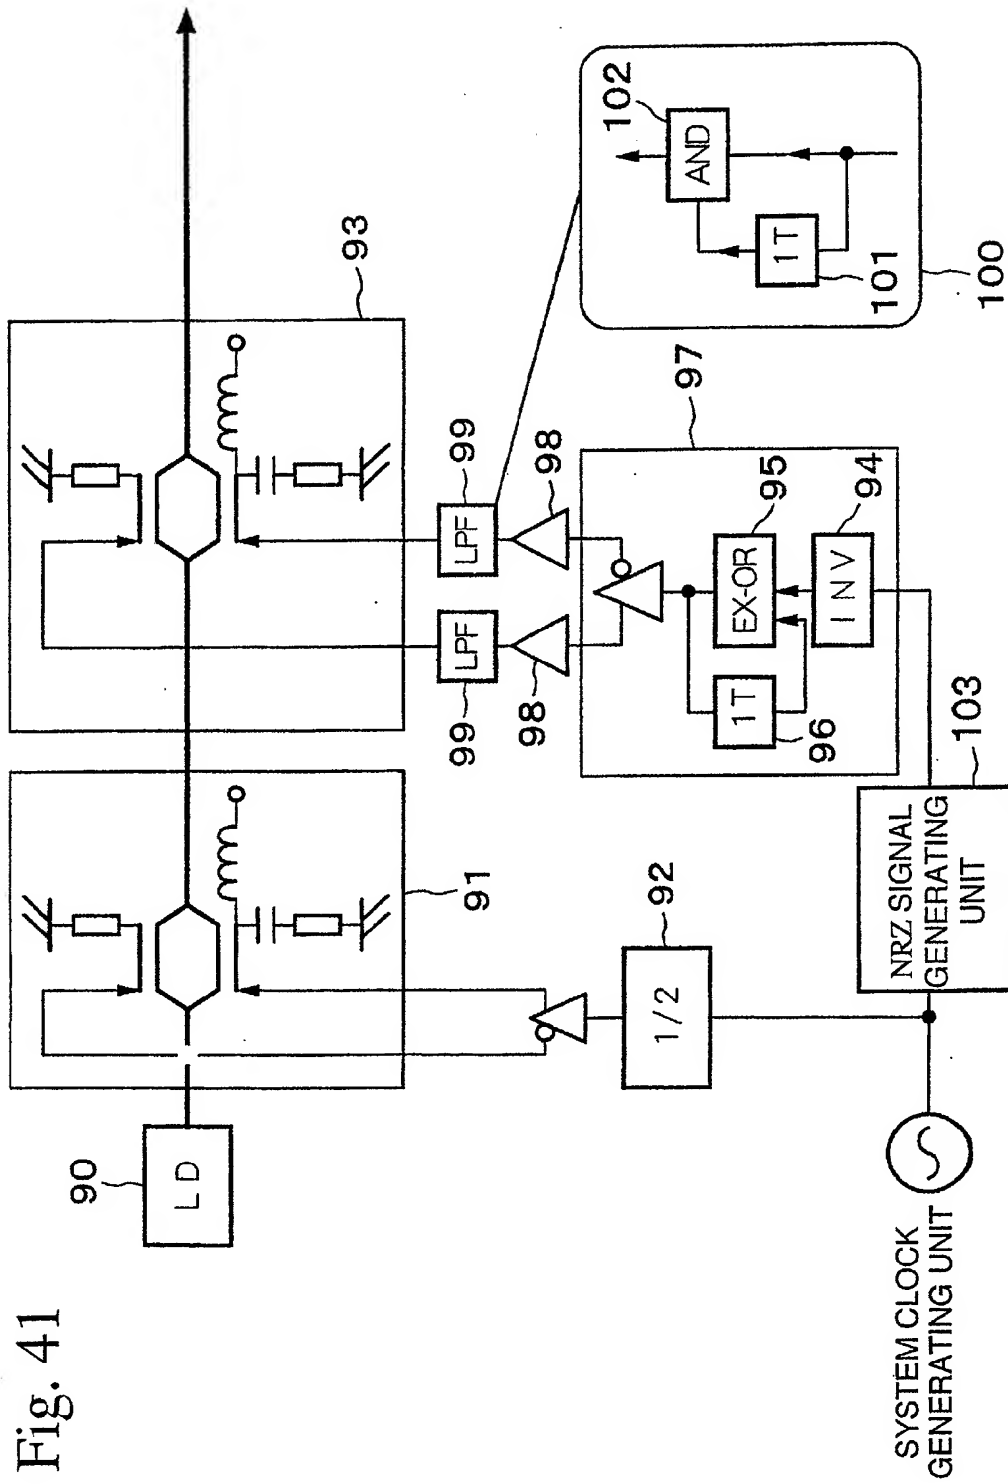 Fig. 41
90
L D
91
93
92
1/2
LPF
99
LPF
99
98
98
97
EX-OR
95
1T
96
INV
94
102
AND
1T
101
100
NRZ SIGNAL
GENERATING
UNIT
103
SYSTEM CLOCK
GENERATING UNIT